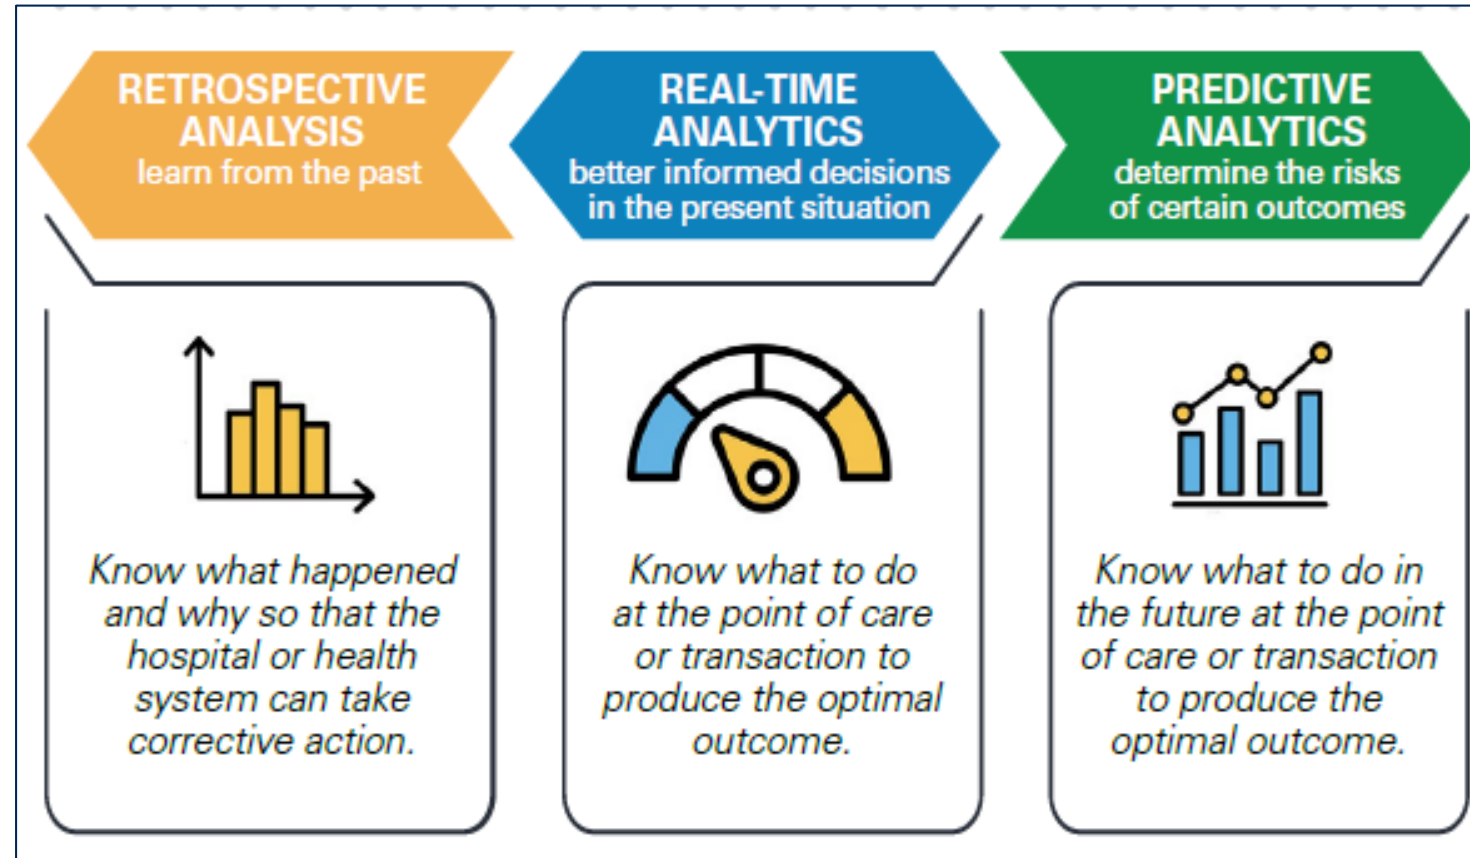 RETROSPECTIVE
ANALYSIS
learn from the past
Know what happened
and why so that the
hospital or health
system can take
corrective action.
REAL-TIME
ANALYTICS
better informed decisions
in the present situation
Know what to do
at the point of care
or transaction to
produce the optimal
outcome.
PREDICTIVE
ANALYTICS
determine the risks
of certain outcomes
Know what to do in
the future at the point
of care or transaction
to produce the
optimal outcome.